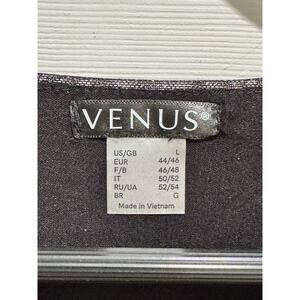 VENUS®
US/GB L
EUR 44/46
F/B 46/48
IT 50/52
RU/UA 52/54
BR G
Made in Vietnam